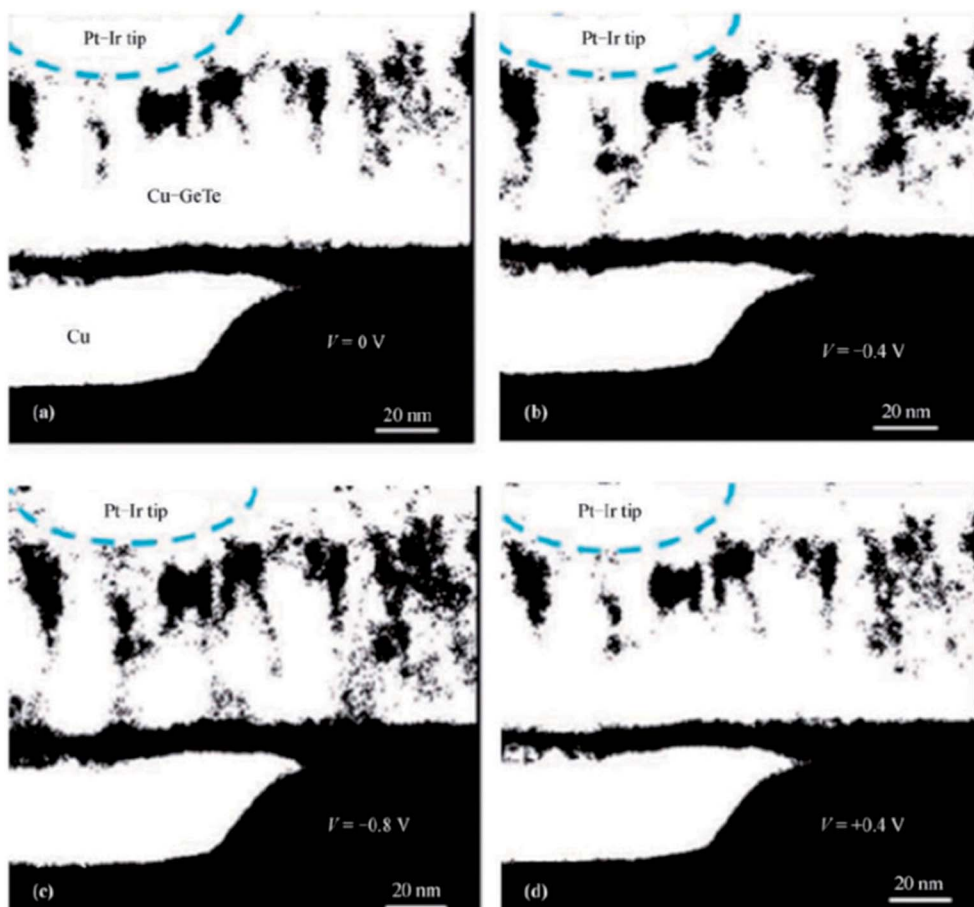 Pt–Ir tip
Cu–GeTe
Cu
V = 0 V
(a)
20 nm
Pt–Ir tip
V = −0.4 V
(b)
20 nm
Pt–Ir tip
V = −0.8 V
(c)
20 nm
Pt–Ir tip
V = +0.4 V
(d)
20 nm